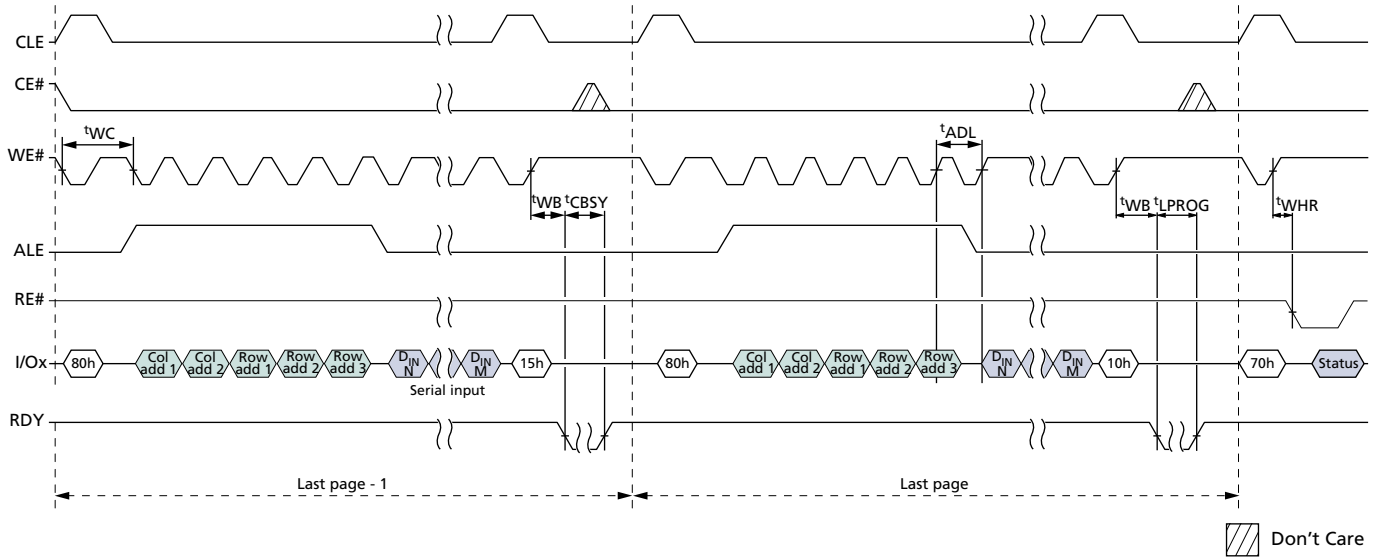 CLE
CE#
tWC
tADL
WE#
tWB tCBSY
tWB tLPROG
tWHR
ALE
RE#
I/Ox
80h
Col add 1
Col add 2
Row add 1
Row add 2
Row add 3
DIN N
DIN M
15h
80h
Col add 1
Col add 2
Row add 1
Row add 2
Row add 3
DIN N
DIN M
10h
70h
Status
Serial input
RDY
Last page - 1
Last page
Don't Care